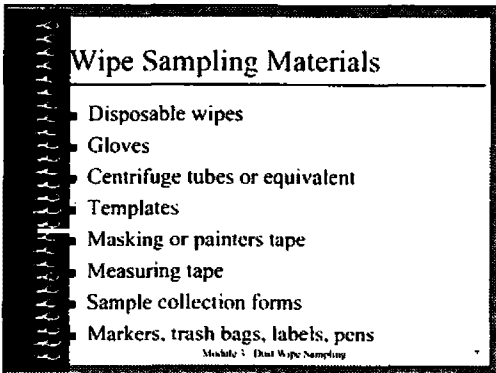 Wipe Sampling Materials
Disposable wipes
Gloves
Centrifuge tubes or equivalent
Templates
Masking or painters tape
Measuring tape
Sample collection forms
Markers, trash bags, labels, pens
Module 3 Dust Wipe Sampling